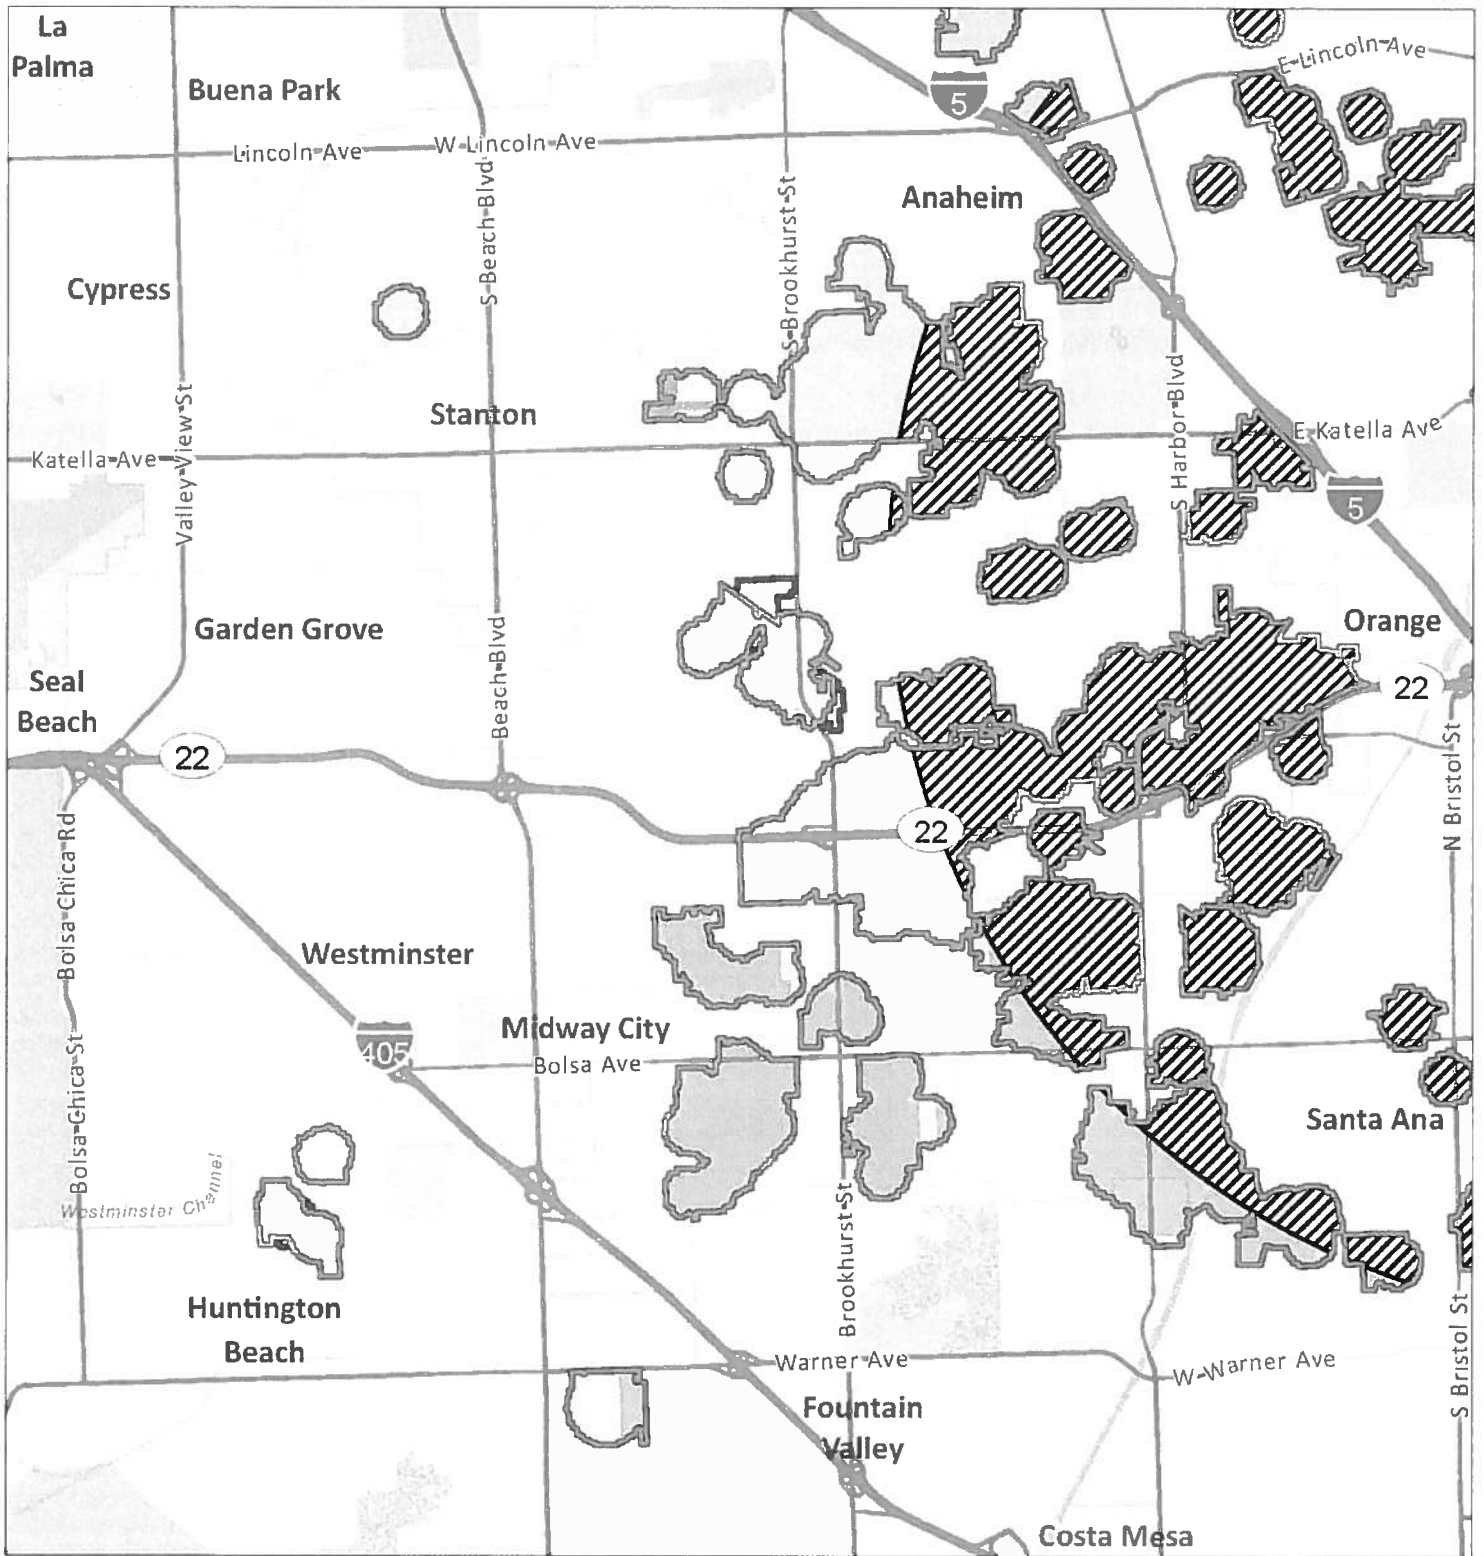 La
Palma
Buena Park
E-Lincoln-Ave
5
Lincoln-Ave
W-Lincoln-Ave
Anaheim
S-Beach-Blvd
S-Brookhurst-St
Cypress
Valley-View-St
Stanton
S-Harbor-Blvd
Katella-Ave
E-Katella Ave
5
Garden Grove
Orange
Seal
Beach
Beach-Blvd
22
22
22
N-Bristol-St
Bolsa-Chica-Rd
Westminster
Midway City
405
Bolsa Ave
Bolsa-Chica-St
Santa Ana
Westminster Channel
Brookhurst-St
Huntington
Beach
Warner-Ave
W-Warner Ave
S-Bristol-St
Fountain
Valley
Costa Mesa